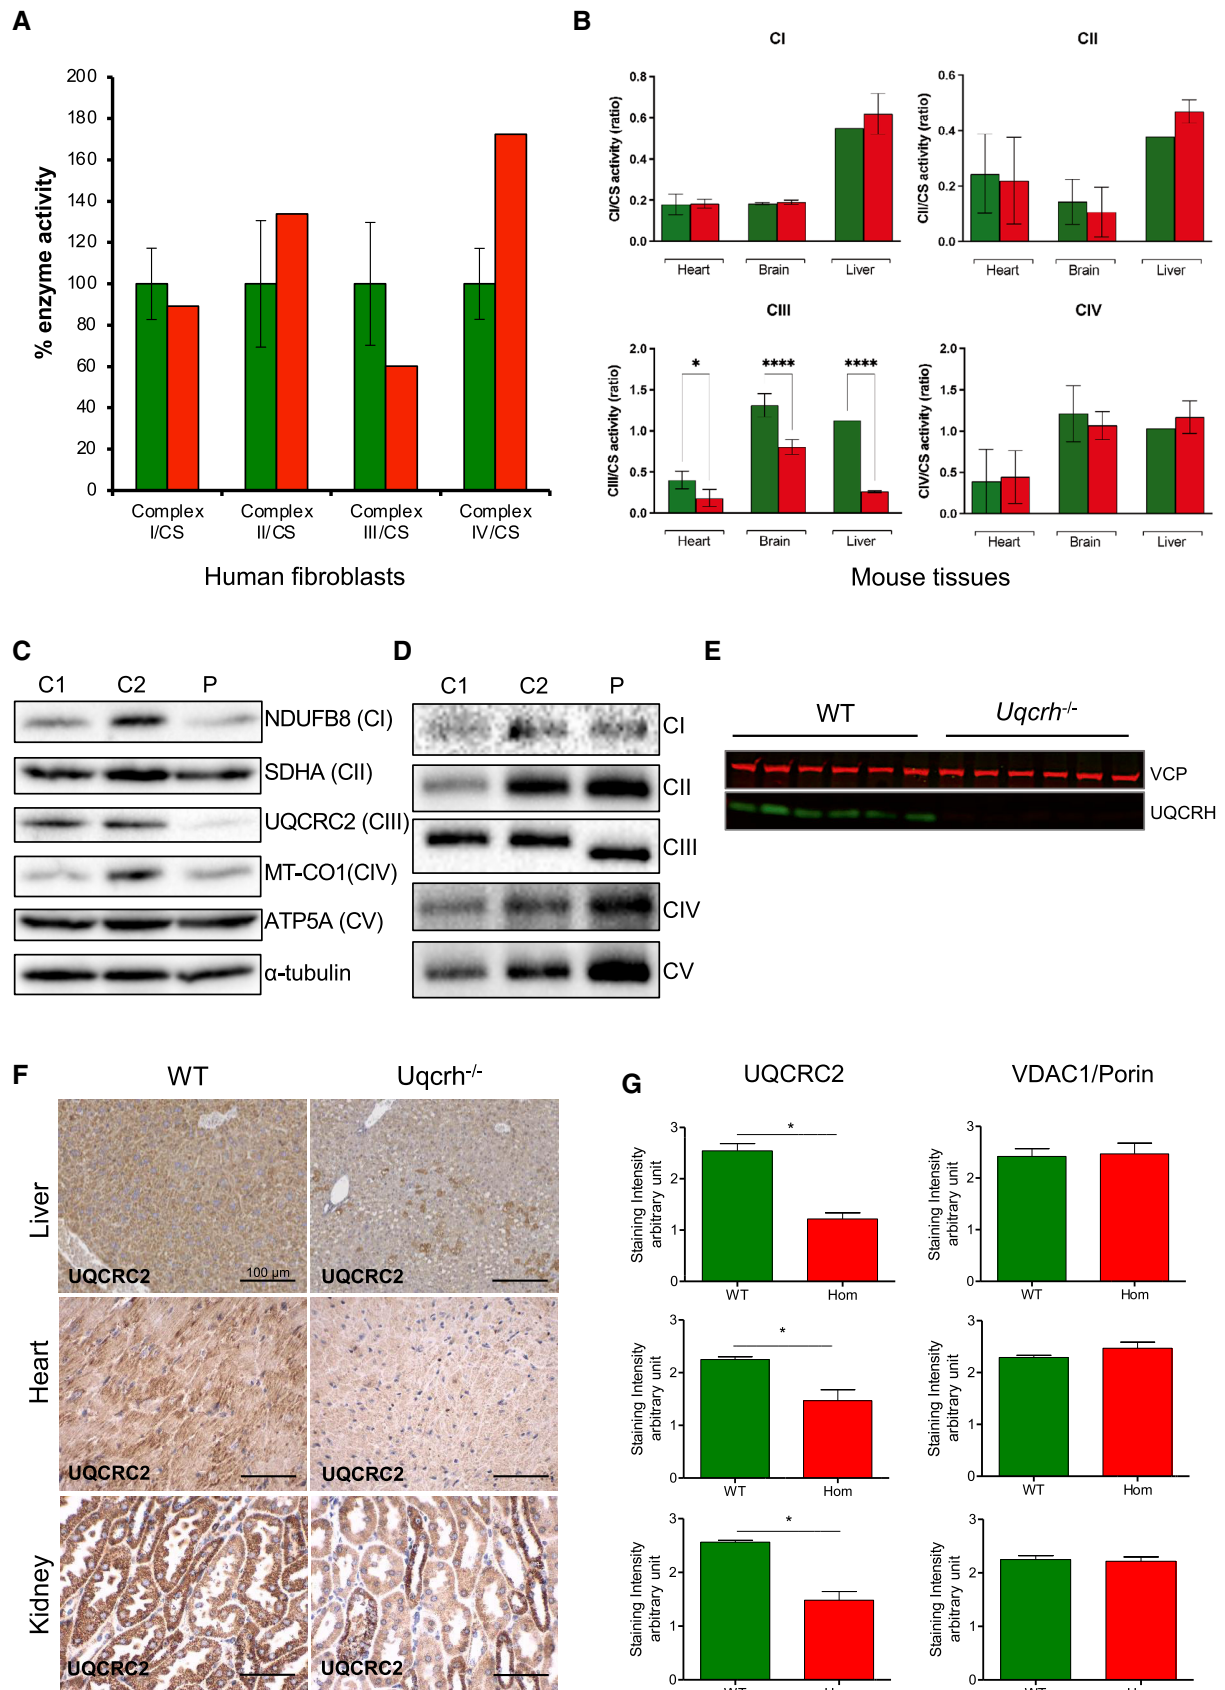 A
% enzyme activity
200
180
160
140
120
100
80
60
40
20
0
Complex I/CS
Complex II/CS
Complex III/CS
Complex IV/CS
Human fibroblasts
B
CI
CI/CS activity (ratio)
0.8
0.6
0.4
0.2
0.0
Heart
Brain
Liver
CII
CII/CS activity (ratio)
0.6
0.4
0.2
0.0
Heart
Brain
Liver
CIII
CIII/CS activity (ratio)
2.0
1.5
1.0
0.5
0.0
*
****
****
Heart
Brain
Liver
CIV
CIV/CS activity (ratio)
2.0
1.5
1.0
0.5
0.0
Heart
Brain
Liver
Mouse tissues
C
C1 C2 P
NDUFB8 (CI)
SDHA (CII)
UQCRC2 (CIII)
MT-CO1(CIV)
ATP5A (CV)
α-tubulin
D
C1 C2 P
CI
CII
CIII
CIV
CV
E
WT Uqcrh-/-
VCP
UQCRH
F
WT Uqcrh-/-
Liver
UQCRC2
100 µm
UQCRC2
Heart
UQCRC2
UQCRC2
Kidney
UQCRC2
UQCRC2
G
UQCRC2
VDAC1/Porin
Staining Intensity
arbitrary unit
3
2
1
0
*
WT Hom
Staining Intensity
arbitrary unit
3
2
1
0
WT Hom
Staining Intensity
arbitrary unit
3
2
1
0
*
WT Hom
Staining Intensity
arbitrary unit
3
2
1
0
WT Hom
Staining Intensity
arbitrary unit
3
2
1
0
*
WT Hom
Staining Intensity
arbitrary unit
3
2
1
0